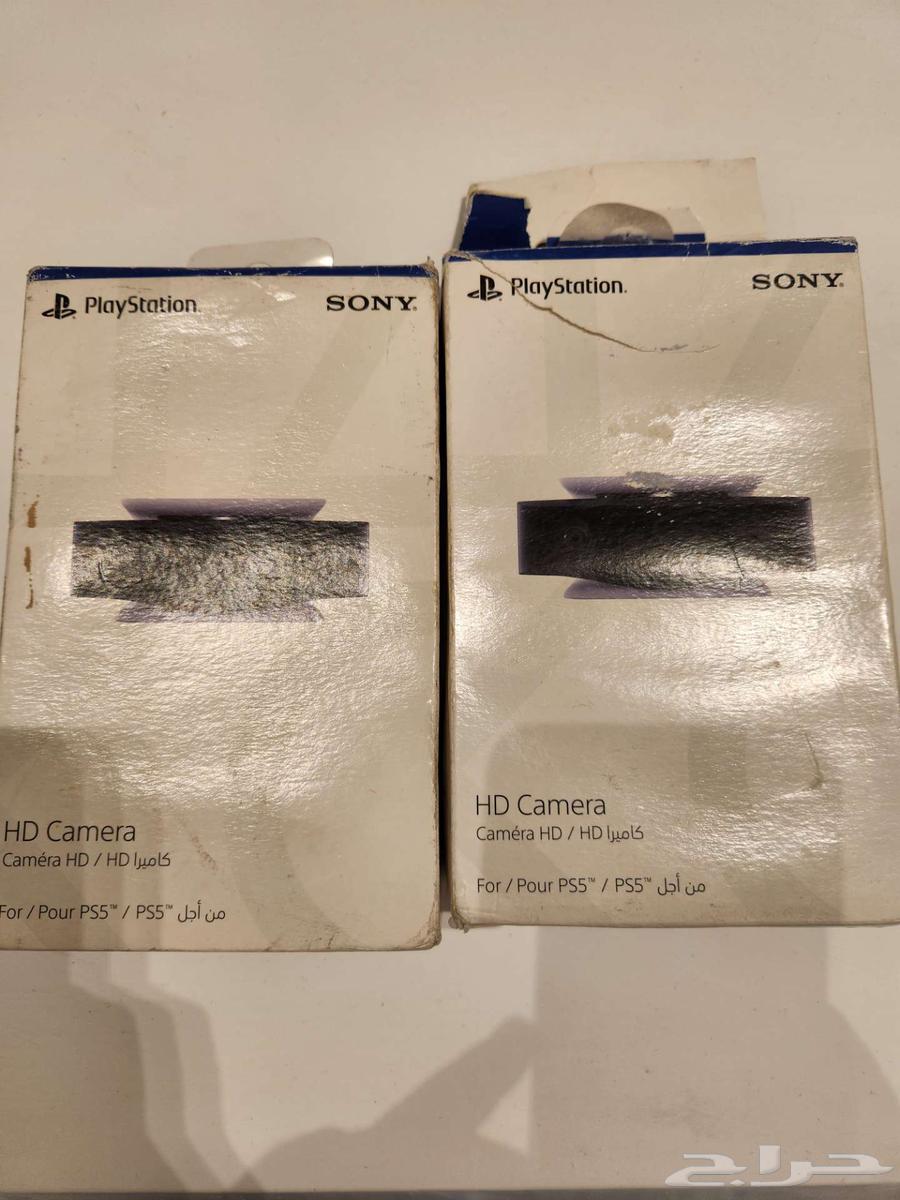 PlayStation.
SONY®
HD Camera
Caméra HD / HD كاميرا
For / Pour PS5™ / PS5™ من أجل
PlayStation.
SONY®
HD Camera
Caméra HD / HD كاميرا
For / Pour PS5™ / PS5™ من أجل
حراج